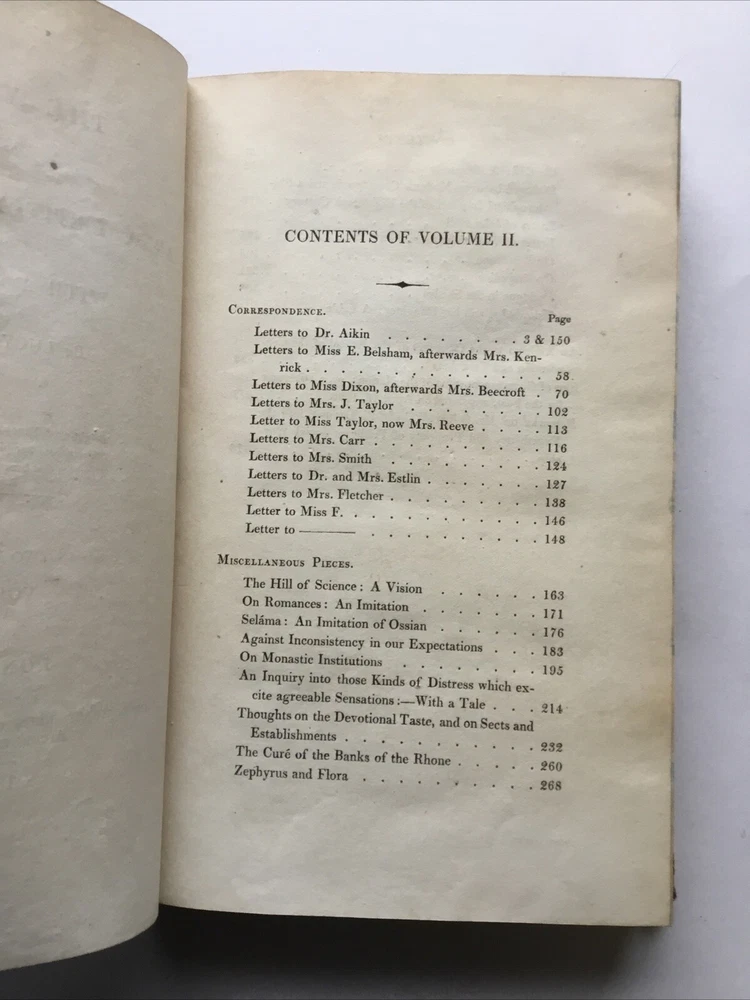 CONTENTS OF VOLUME II.
CORRESPONDENCE.
Page
Letters to Dr. Aikin . . . . . . . 3 & 150
Letters to Miss E. Belsham, afterwards Mrs. Ken-
rick . . . . . . . . . . . . . . 58
Letters to Miss Dixon, afterwards Mrs. Beecroft . 70
Letters to Mrs. J. Taylor . . . . . . . . 102
Letter to Miss Taylor, now Mrs. Reeve . . . . 113
Letters to Mrs. Carr . . . . . . . . . . 116
Letters to Mrs. Smith . . . . . . . . . 124
Letters to Dr. and Mrs. Estlin . . . . . . . 127
Letters to Mrs. Fletcher . . . . . . . . . 138
Letter to Miss F. . . . . . . . . . . . 146
Letter to ——— . . . . . . . . . . 148
MISCELLANEOUS PIECES.
The Hill of Science: A Vision . . . . . . 163
On Romances: An Imitation . . . . . . . 171
Seláma: An Imitation of Ossian . . . . . . 176
Against Inconsistency in our Expectations . . . 183
On Monastic Institutions . . . . . . . . 195
An Inquiry into those Kinds of Distress which ex-
cite agreeable Sensations:—With a Tale . . . 214
Thoughts on the Devotional Taste, and on Sects and
Establishments . . . . . . . . . . . 232
The Curé of the Banks of the Rhone . . . . . 260
Zephyrus and Flora . . . . . . . . . . 268